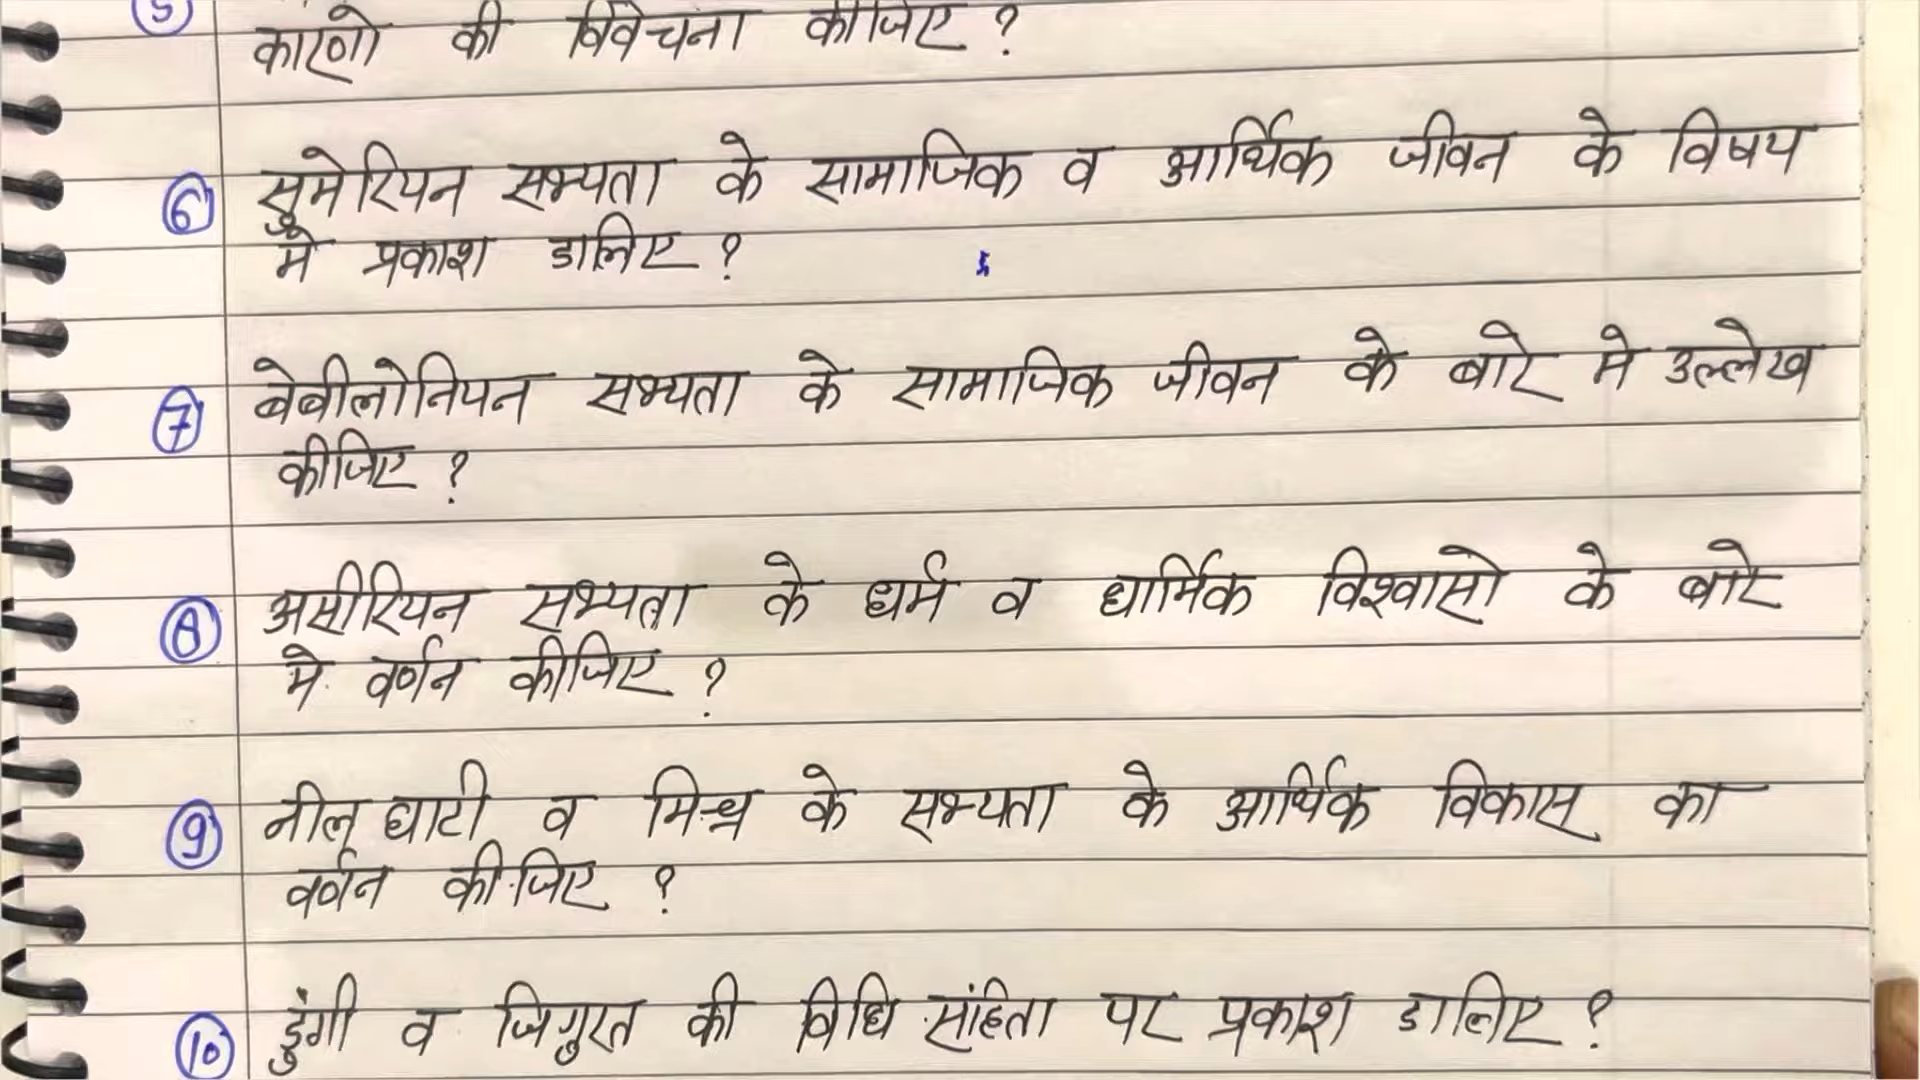 5
कारणो की विवेचना कीजिए ?
6 सुमेरियन सभ्यता के सामाजिक व आर्थिक जीवन के विषय
मे प्रकाश डालिए ?
7 बेबीलोनियन सभ्यता के सामाजिक जीवन के बारे मे उल्लेख
कीजिए ?
8 असीरियन सभ्यता के धर्म व धार्मिक विश्वासो के बारे
मे वर्णन कीजिए ?
9 नील घाटी व मिश्र के सभ्यता के आर्थिक विकास का
वर्णन कीजिए ?
10 डुंगी व जिगुरत की विधि संहिता पर प्रकाश डालिए ?